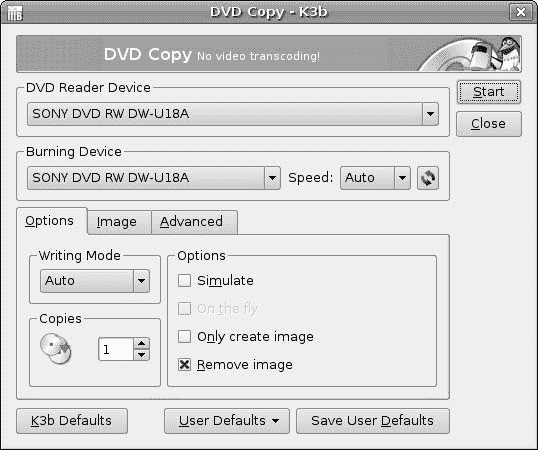 DVD Copy - K3b
DVD Copy No video transcoding!
DVD Reader Device
SONY DVD RW DW-U18A
Start
Close
Burning Device
SONY DVD RW DW-U18A Speed: Auto
Options Image Advanced
Writing Mode
Auto
Copies
1
Options
Simulate
On the fly
Only create image
Remove image
K3b Defaults User Defaults Save User Defaults